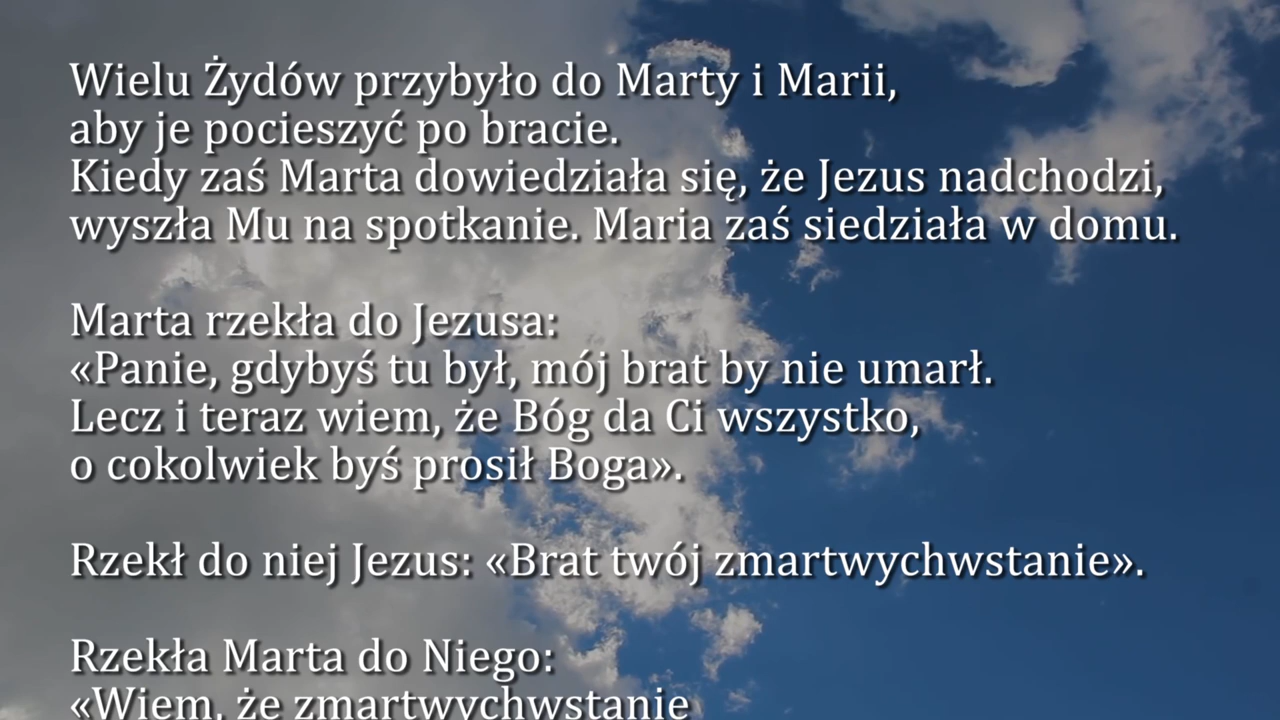 Wielu Żydów przybyło do Marty i Marii,
aby je pocieszyć po bracie.
Kiedy zaś Marta dowiedziała się, że Jezus nadchodzi,
wyszła Mu na spotkanie. Maria zaś siedziała w domu.
Marta rzekła do Jezusa:
«Panie, gdybyś tu był, mój brat by nie umarł.
Lecz i teraz wiem, że Bóg da Ci wszystko,
o cokolwiek byś prosił Boga».
Rzekł do niej Jezus: «Brat twój zmartwychwstanie».
Rzekła Marta do Niego:
«Wiem, że zmartwychwstanie